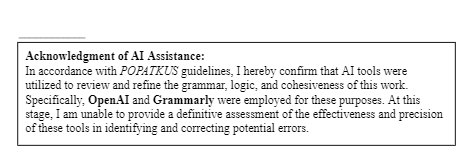 Acknowledgment of AI Assistance:
In accordance with POPATKUS guidelines, I hereby confirm that AI tools were
utilized to review and refine the grammar, logic, and cohesiveness of this work.
Specifically, OpenAI and Grammarly were employed for these purposes. At this
stage, I am unable to provide a definitive assessment of the effectiveness and precision
of these tools in identifying and correcting potential errors.